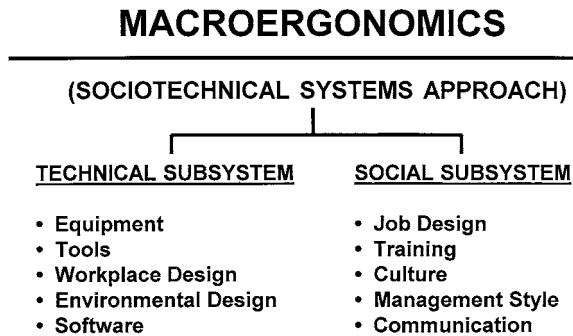 MACROERGONOMICS
(SOCIOTECHNICAL SYSTEMS APPROACH)
TECHNICAL SUBSYSTEM
• Equipment
• Tools
• Workplace Design
• Environmental Design
• Software
SOCIAL SUBSYSTEM
• Job Design
• Training
• Culture
• Management Style
• Communication